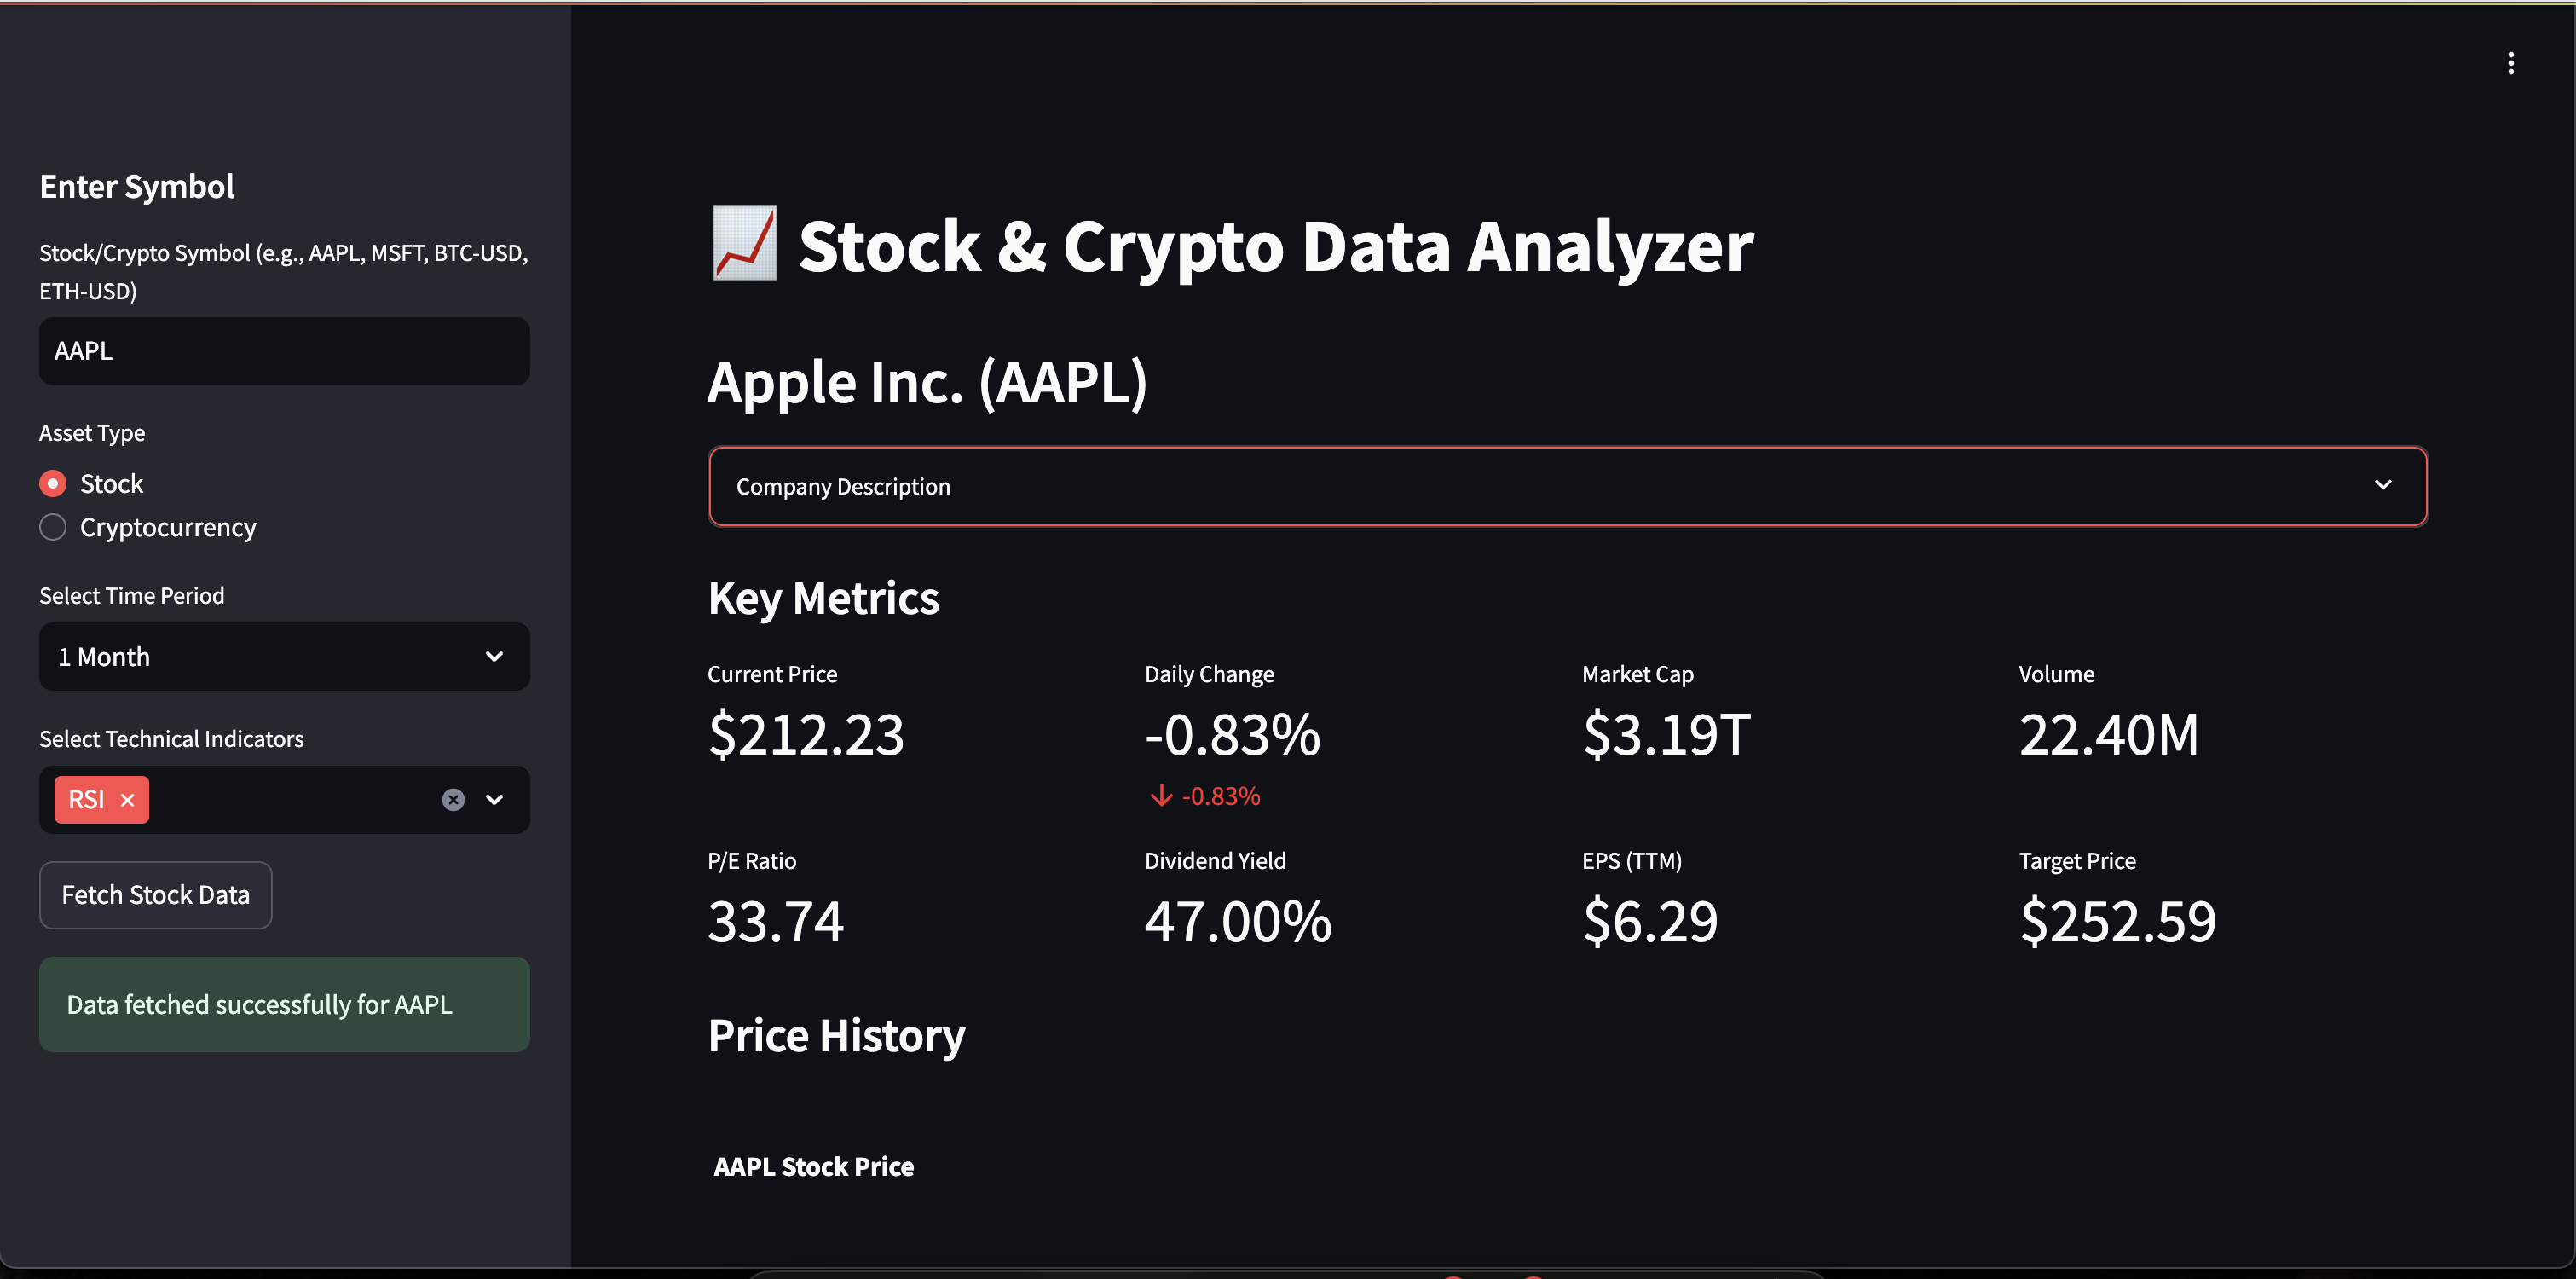 Enter Symbol
Stock/Crypto Symbol (e.g., AAPL, MSFT, BTC-USD,
ETH-USD)
AAPL
Asset Type
Stock
Cryptocurrency
Select Time Period
1 Month
Select Technical Indicators
RSI
Fetch Stock Data
Data fetched successfully for AAPL
Stock & Crypto Data Analyzer
Apple Inc. (AAPL)
Company Description
Key Metrics
Current Price
$212.23
Daily Change
-0.83%
-0.83%
Market Cap
$3.19T
Volume
22.40M
P/E Ratio
33.74
Dividend Yield
47.00%
EPS (TTM)
$6.29
Target Price
$252.59
Price History
AAPL Stock Price